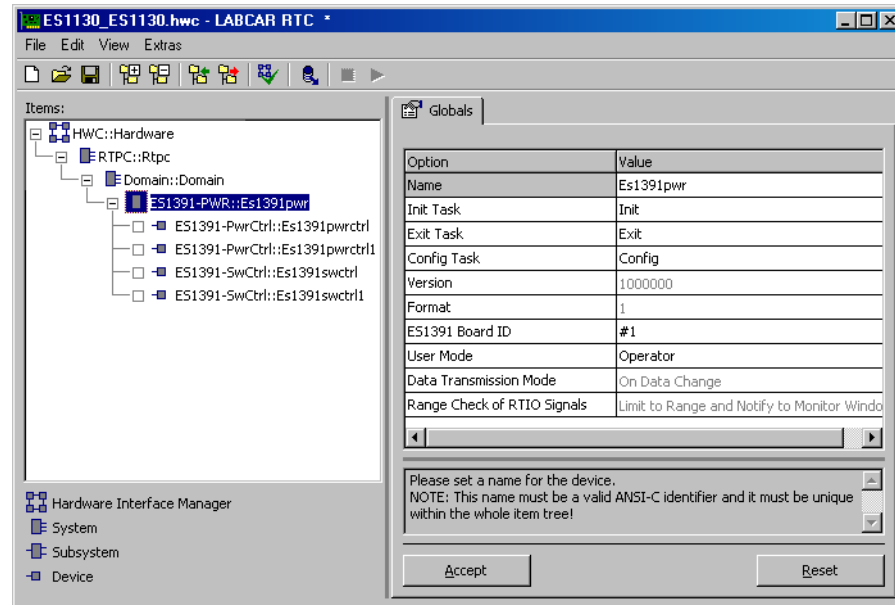 ES1130_ES1130.hwc - LABCAR RTC *
File Edit View Extras
Items:
HWC::Hardware
RTPC::Rtpc
Domain::Domain
ES1391-PWR::Es1391pwr
ES1391-PwrCtrl::Es1391pwrctrl
ES1391-PwrCtrl::Es1391pwrctrl1
ES1391-SwCtrl::Es1391swctrl
ES1391-SwCtrl::Es1391swctrl1
Hardware Interface Manager
System
Subsystem
Device
Globals
Option Value
Name Es1391pwr
Init Task Init
Exit Task Exit
Config Task Config
Version 1000000
Format 1
ES1391 Board ID #1
User Mode Operator
Data Transmission Mode On Data Change
Range Check of RTIO Signals Limit to Range and Notify to Monitor Windo
Please set a name for the device.
NOTE: This name must be a valid ANSI-C identifier and it must be unique
within the whole item tree!
Accept Reset